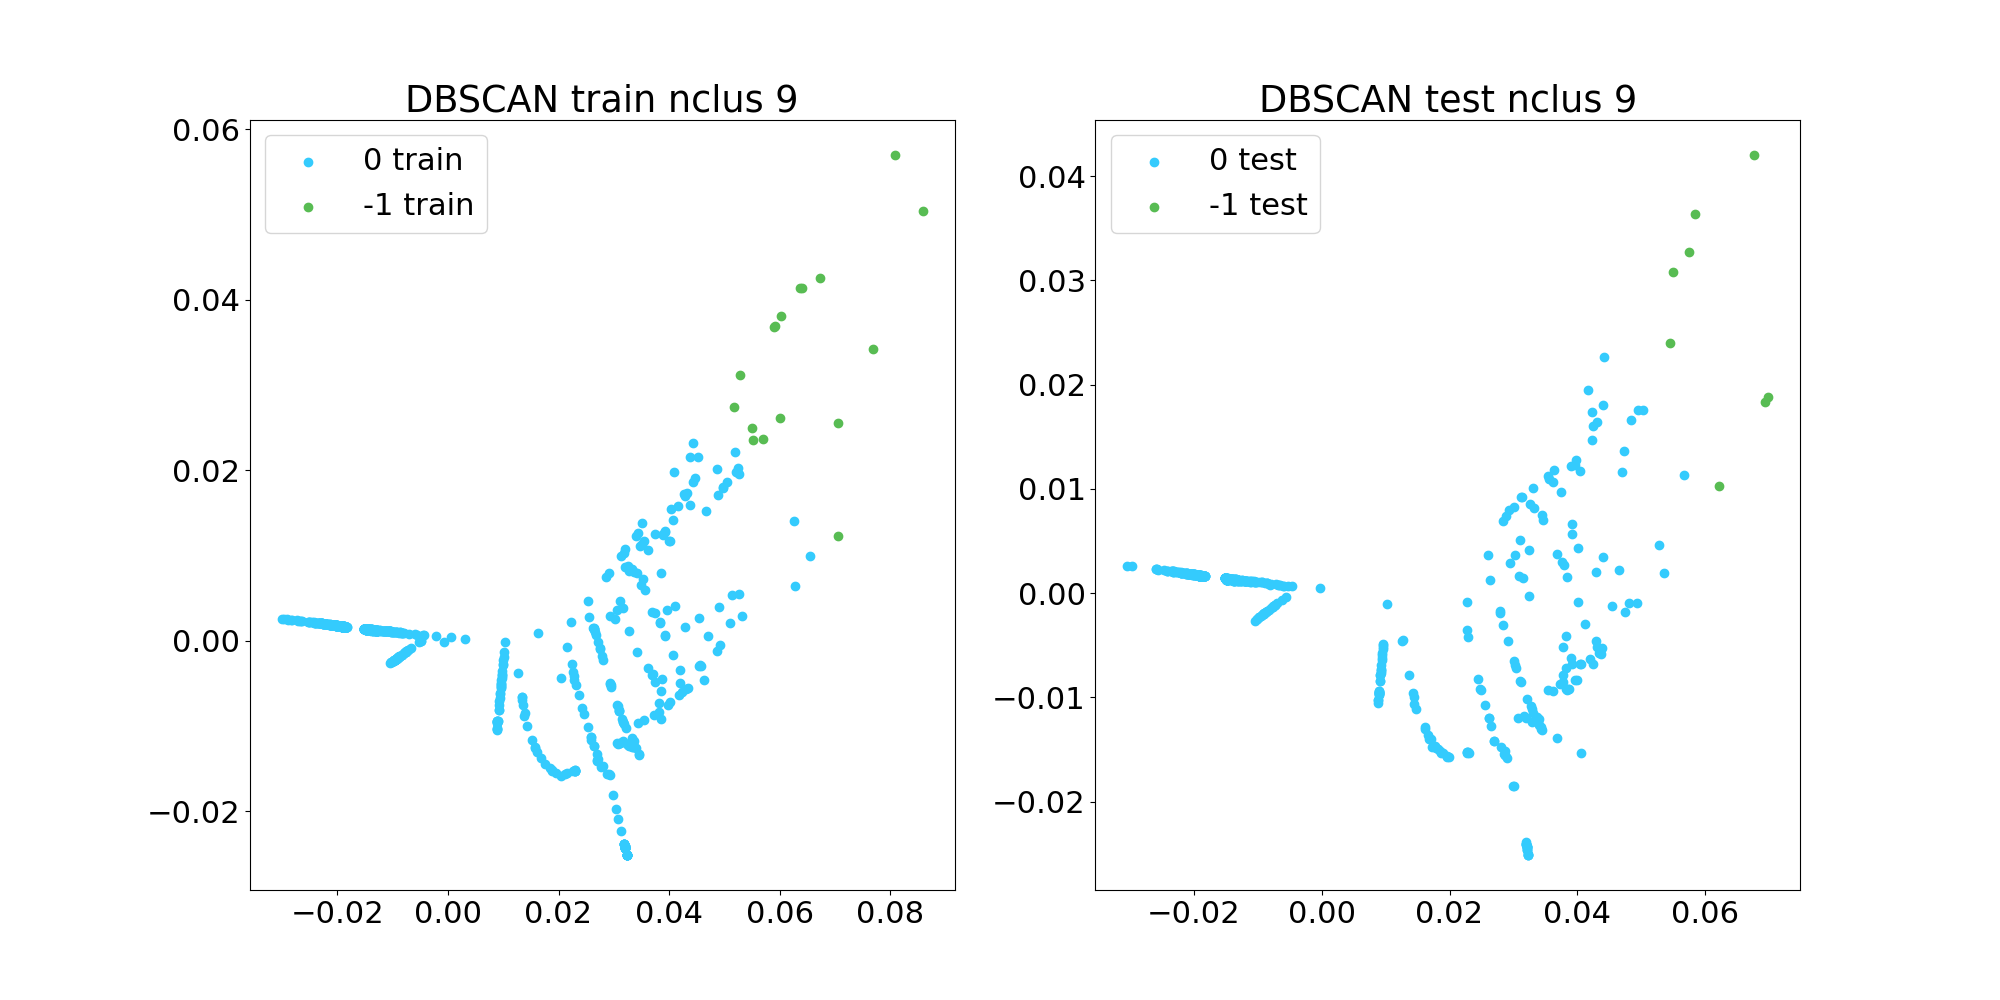 DBSCAN train nclus 9
0 train
-1 train
0.06
0.04
0.02
0.00
−0.02
−0.02 0.00 0.02 0.04 0.06 0.08
DBSCAN test nclus 9
0 test
-1 test
0.04
0.03
0.02
0.01
0.00
−0.01
−0.02
−0.02 0.00 0.02 0.04 0.06